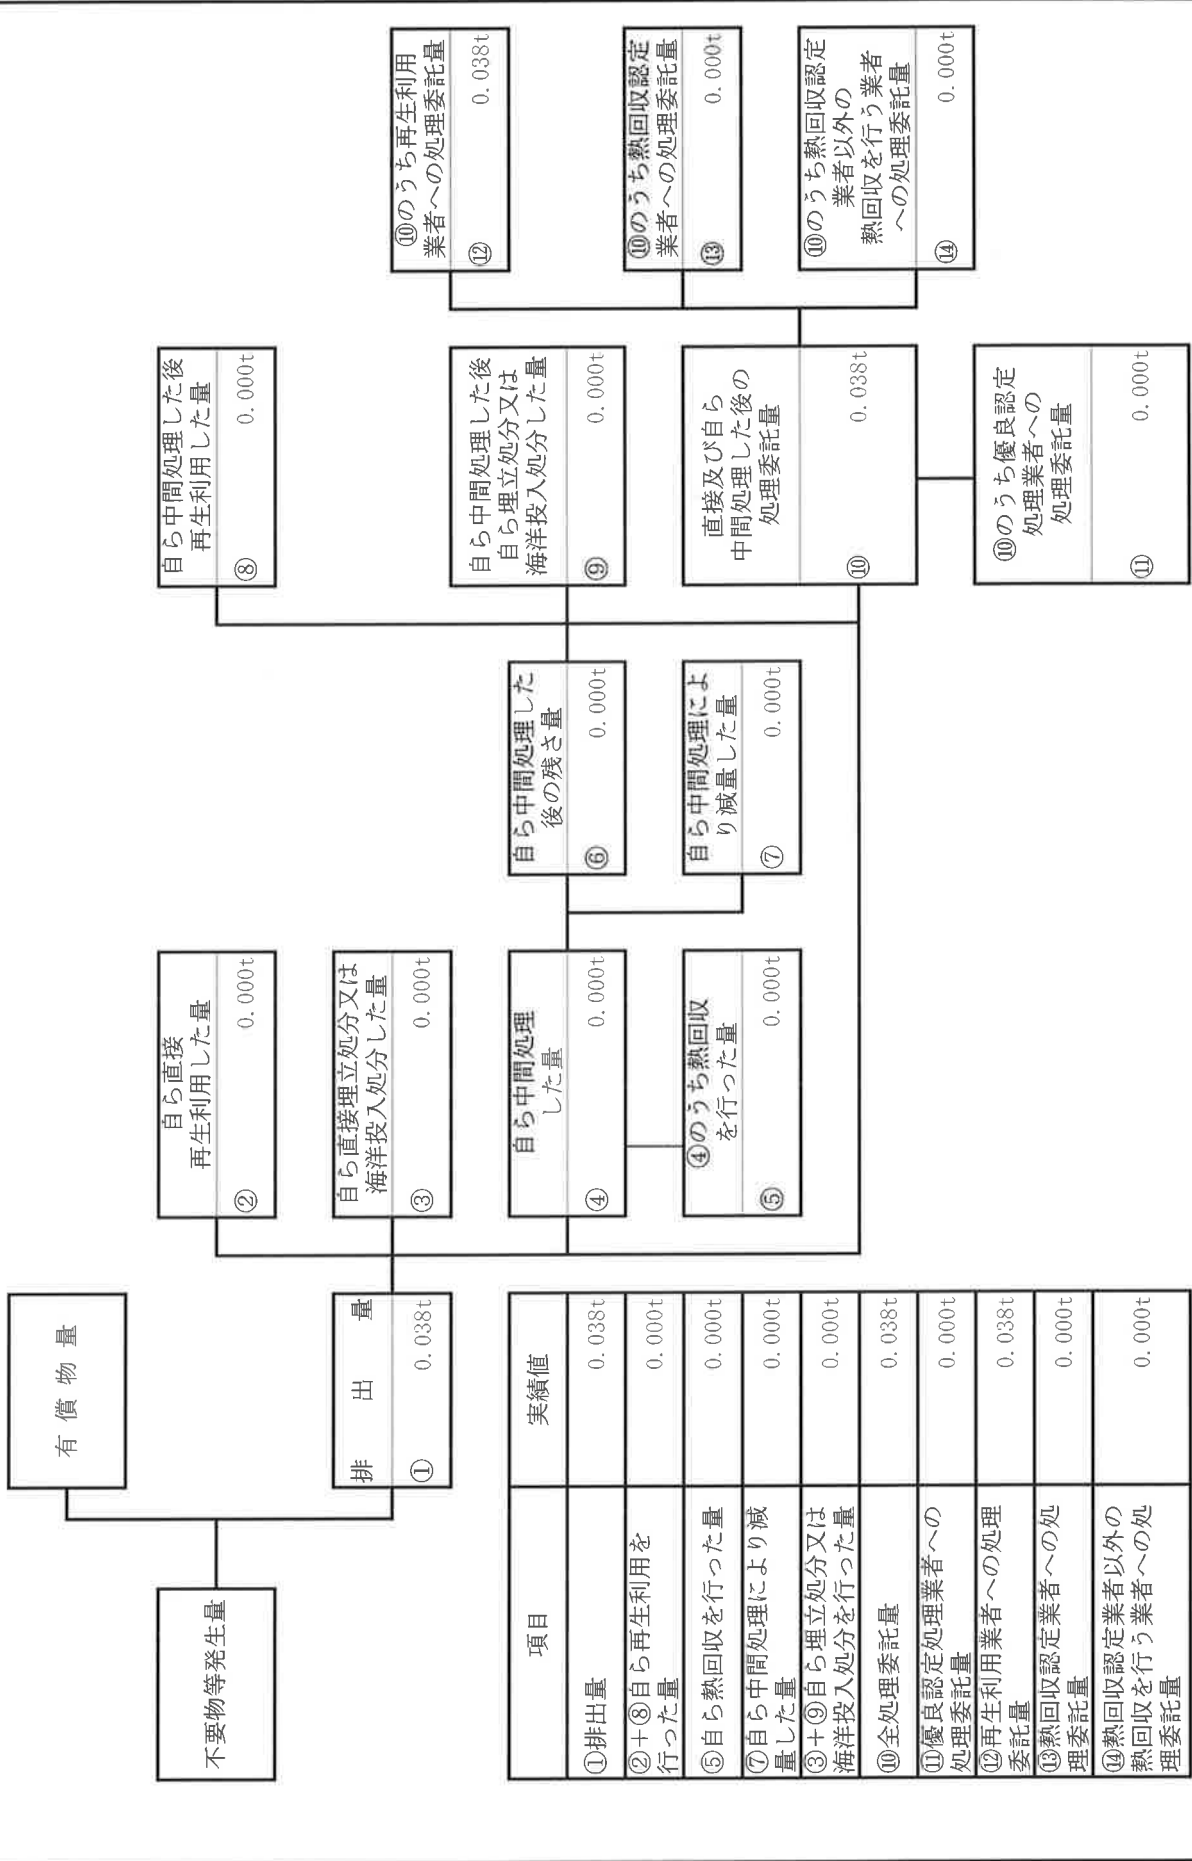 有償物量
不要物等発生量
排出量
① 0.038t
自ら直接
再生利用した量
② 0.000t
自ら直接埋立処分又は
海洋投入処分した量
③ 0.000t
自ら中間処理
した量
④ 0.000t
④のうち熱回収
を行った量
⑤ 0.000t
自ら中間処理した
後の残さ量
⑥ 0.000t
自ら中間処理によ
り減量した量
⑦ 0.000t
自ら中間処理した後
再生利用した量
⑧ 0.000t
自ら中間処理した後
自ら埋立処分又は
海洋投入処分した量
⑨ 0.000t
直接及び自ら
中間処理した後の
処理委託量
⑩ 0.038t
⑩のうち優良認定
処理業者への
処理委託量
⑪ 0.000t
⑩のうち再生利用
業者への処理委託量
⑫ 0.038t
⑩のうち熱回収認定
業者への処理委託量
⑬ 0.000t
⑩のうち熱回収認定
業者以外の
熱回収を行う業者
への処理委託量
⑭ 0.000t
項目 実績値
①排出量 0.038t
②+⑧自ら再生利用を
行った量 0.000t
⑤自ら熱回収を行った量 0.000t
⑦自ら中間処理により減
量した量 0.000t
③+⑨自ら埋立処分又は
海洋投入処分を行った量 0.000t
⑩全処理委託量 0.038t
⑪優良認定処理業者への
処理委託量 0.000t
⑫再生利用業者への処理
委託量 0.038t
⑬熱回収認定業者への処
理委託量 0.000t
⑭熱回収認定業者以外の
熱回収を行う業者への処
理委託量 0.000t